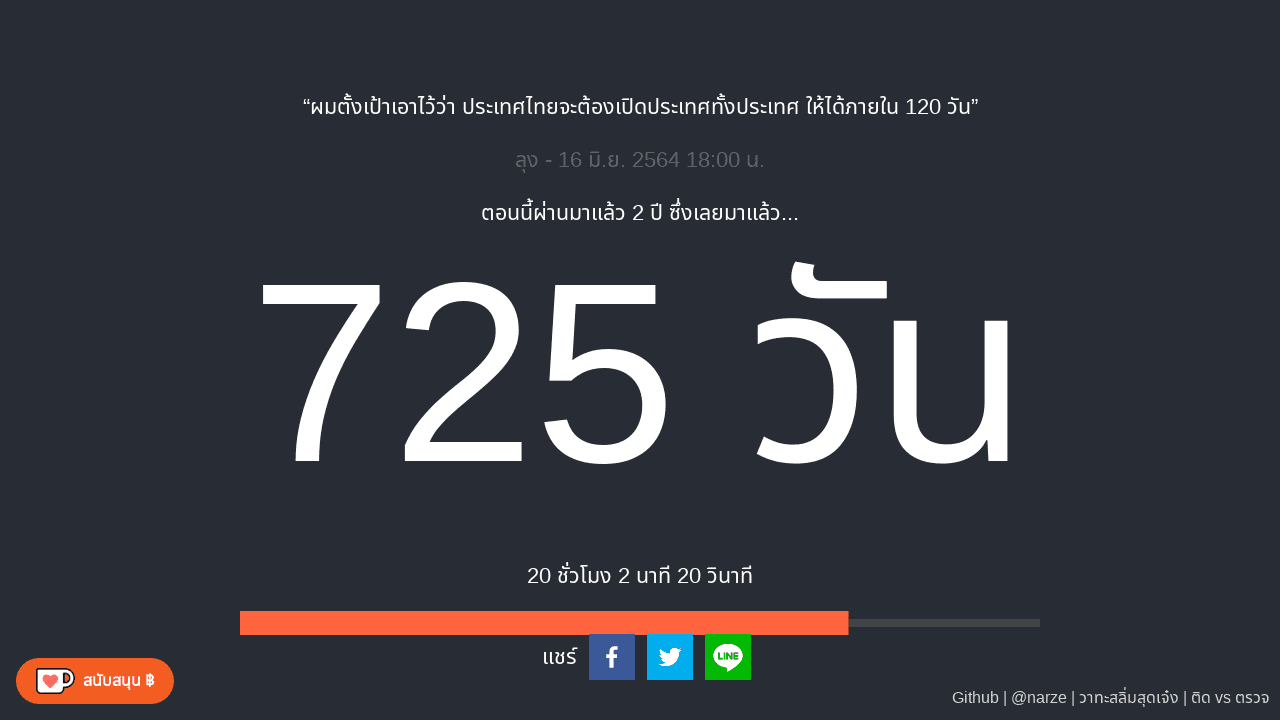 “ผมตั้งเป้าเอาไว้ว่า ประเทศไทยจะต้องเปิดประเทศทั้งประเทศ ให้ได้ภายใน 120 วัน”
ลุง - 16 มิ.ย. 2564 18:00 น.
ตอนนี้ผ่านมาแล้ว 2 ปี ซึ่งเลยมาแล้ว...
725 วัน
20 ชั่วโมง 2 นาที 20 วินาที
แชร์
LINE
สนับสนุน ฿
Github | @narze | วาทะสลิ่มสุดเจ๋ง | ติด vs ตรวจ